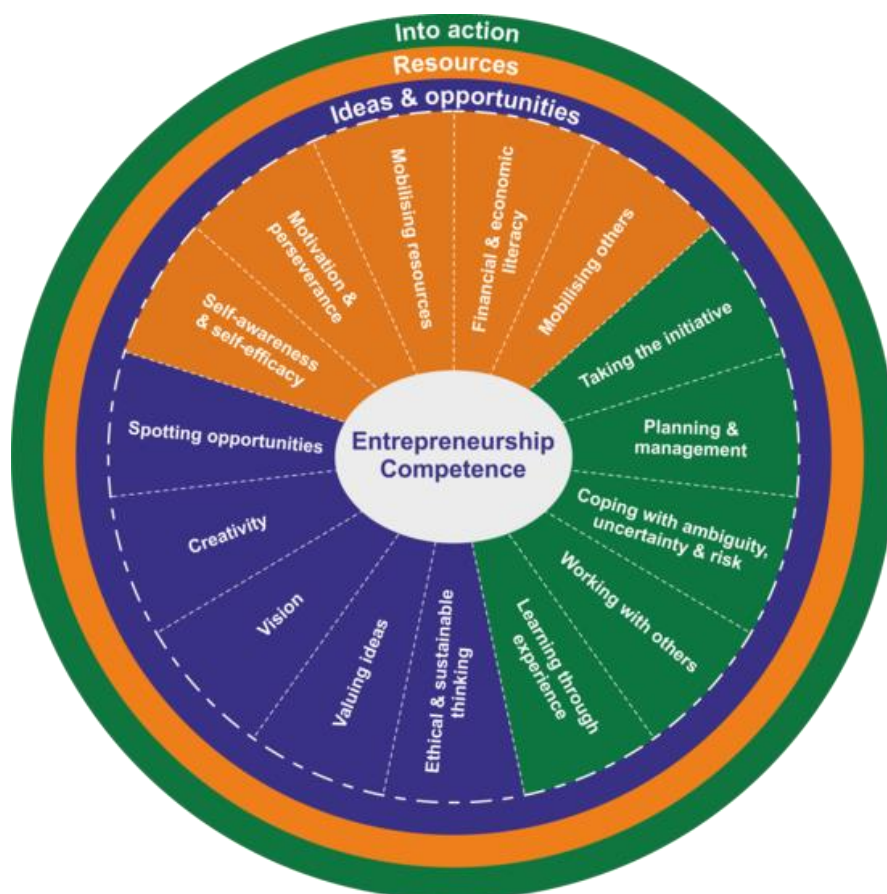 Into action
Resources
Ideas & opportunities
Mobilising resources
Financial & economic
literacy
Mobilising others
Motivation &
perseverance
Self-awareness
& self-efficacy
Taking the initiative
Planning &
management
Coping with ambiguity,
uncertainty & risk
Working with others
Learning through
experience
Ethical & sustainable
thinking
Valuing ideas
Vision
Creativity
Spotting opportunities
Entrepreneurship
Competence